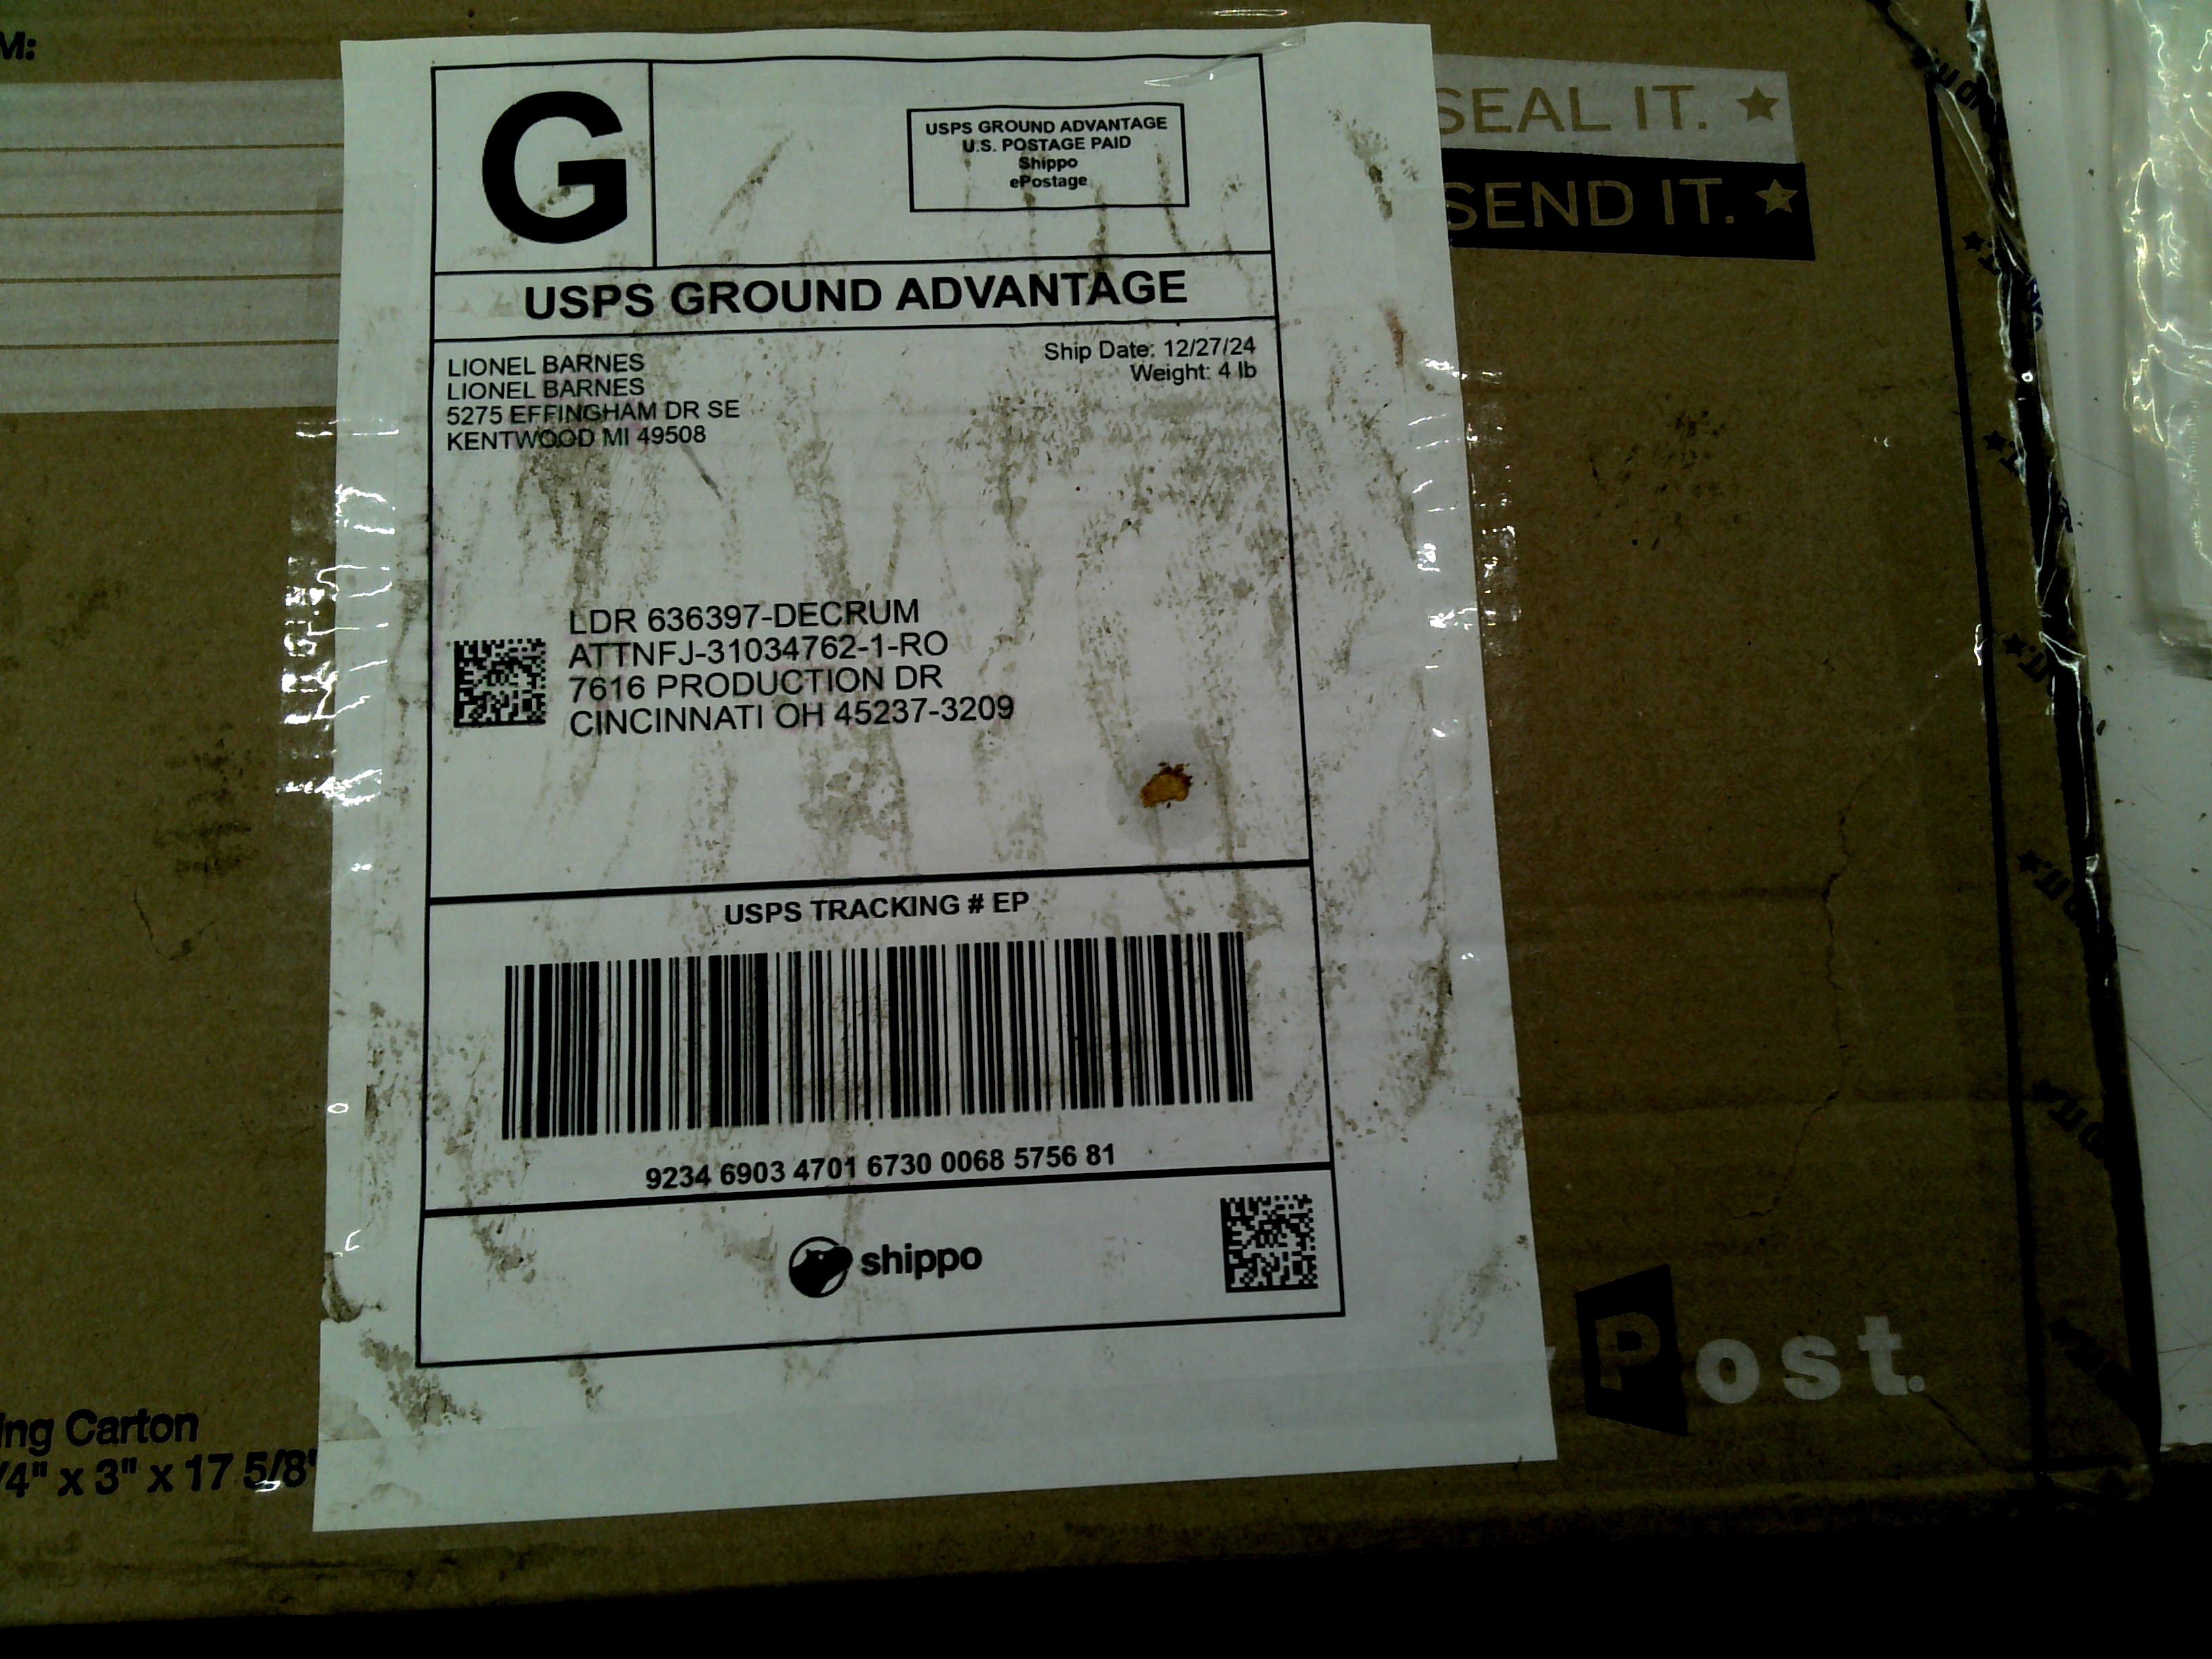 M:
G
USPS GROUND ADVANTAGE
U.S. POSTAGE PAID
Shippo
ePostage
SEAL IT. ★
SEND IT. ★
USPS GROUND ADVANTAGE
LIONEL BARNES
LIONEL BARNES
5275 EFFINGHAM DR SE
KENTWOOD MI 49508
Ship Date: 12/27/24
Weight: 4 lb
LDR 636397-DECRUM
ATTNFJ-31034762-1-RO
7616 PRODUCTION DR
CINCINNATI OH 45237-3209
USPS TRACKING # EP
9234 6903 4701 6730 0068 5756 81
shippo
Post.
ing Carton
/4" x 3" x 17 5/8"